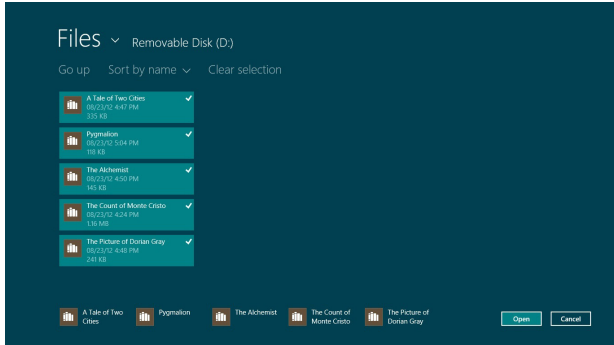 Files Removable Disk (D:)
Go up Sort by name Clear selection
A Tale of Two Cities
08/23/12 4:47 PM
335 KB
Pygmalion
08/23/12 5:04 PM
118 KB
The Alchemist
08/23/12 4:50 PM
145 KB
The Count of Monte Cristo
08/23/12 4:24 PM
1.16 MB
The Picture of Dorian Gray
08/23/12 4:48 PM
241 KB
A Tale of Two
Cities
Pygmalion
The Alchemist
The Count of
Monte Cristo
The Picture of
Dorian Gray
Open Cancel